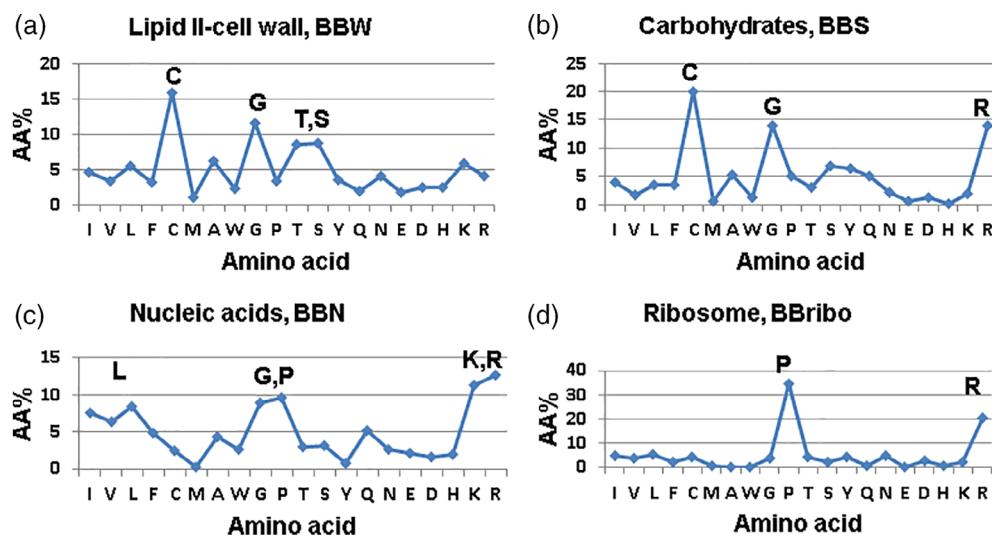 (a)
Lipid II-cell wall, BBW
20
15
10
5
0
AA%
C
G
T,S
I V L F C M A W G P T S Y Q N E D H K R
Amino acid
(b)
Carbohydrates, BBS
25
20
15
10
5
0
AA%
C
G
R
I V L F C M A W G P T S Y Q N E D H K R
Amino acid
(c)
Nucleic acids, BBN
15
10
5
0
AA%
L
G,P
K,R
I V L F C M A W G P T S Y Q N E D H K R
Amino acid
(d)
Ribosome, BBribo
40
30
20
10
0
AA%
P
R
I V L F C M A W G P T S Y Q N E D H K R
Amino acid